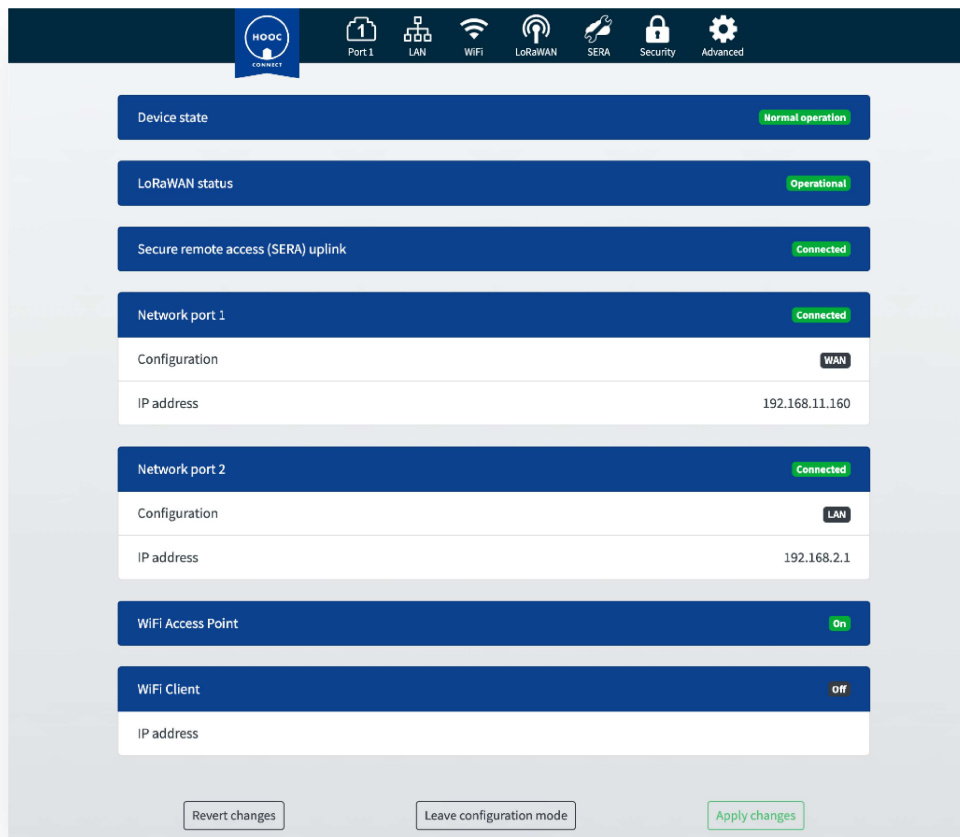 HOOC
CONNECT
1
Port 1
LAN
WiFi
LoRaWAN
SERA
Security
Advanced
Device state
Normal operation
LoRaWAN status
Operational
Secure remote access (SERA) uplink
Connected
Network port 1
Connected
Configuration
WAN
IP address
192.168.11.160
Network port 2
Connected
Configuration
LAN
IP address
192.168.2.1
WiFi Access Point
On
WiFi Client
Off
IP address
Revert changes
Leave configuration mode
Apply changes